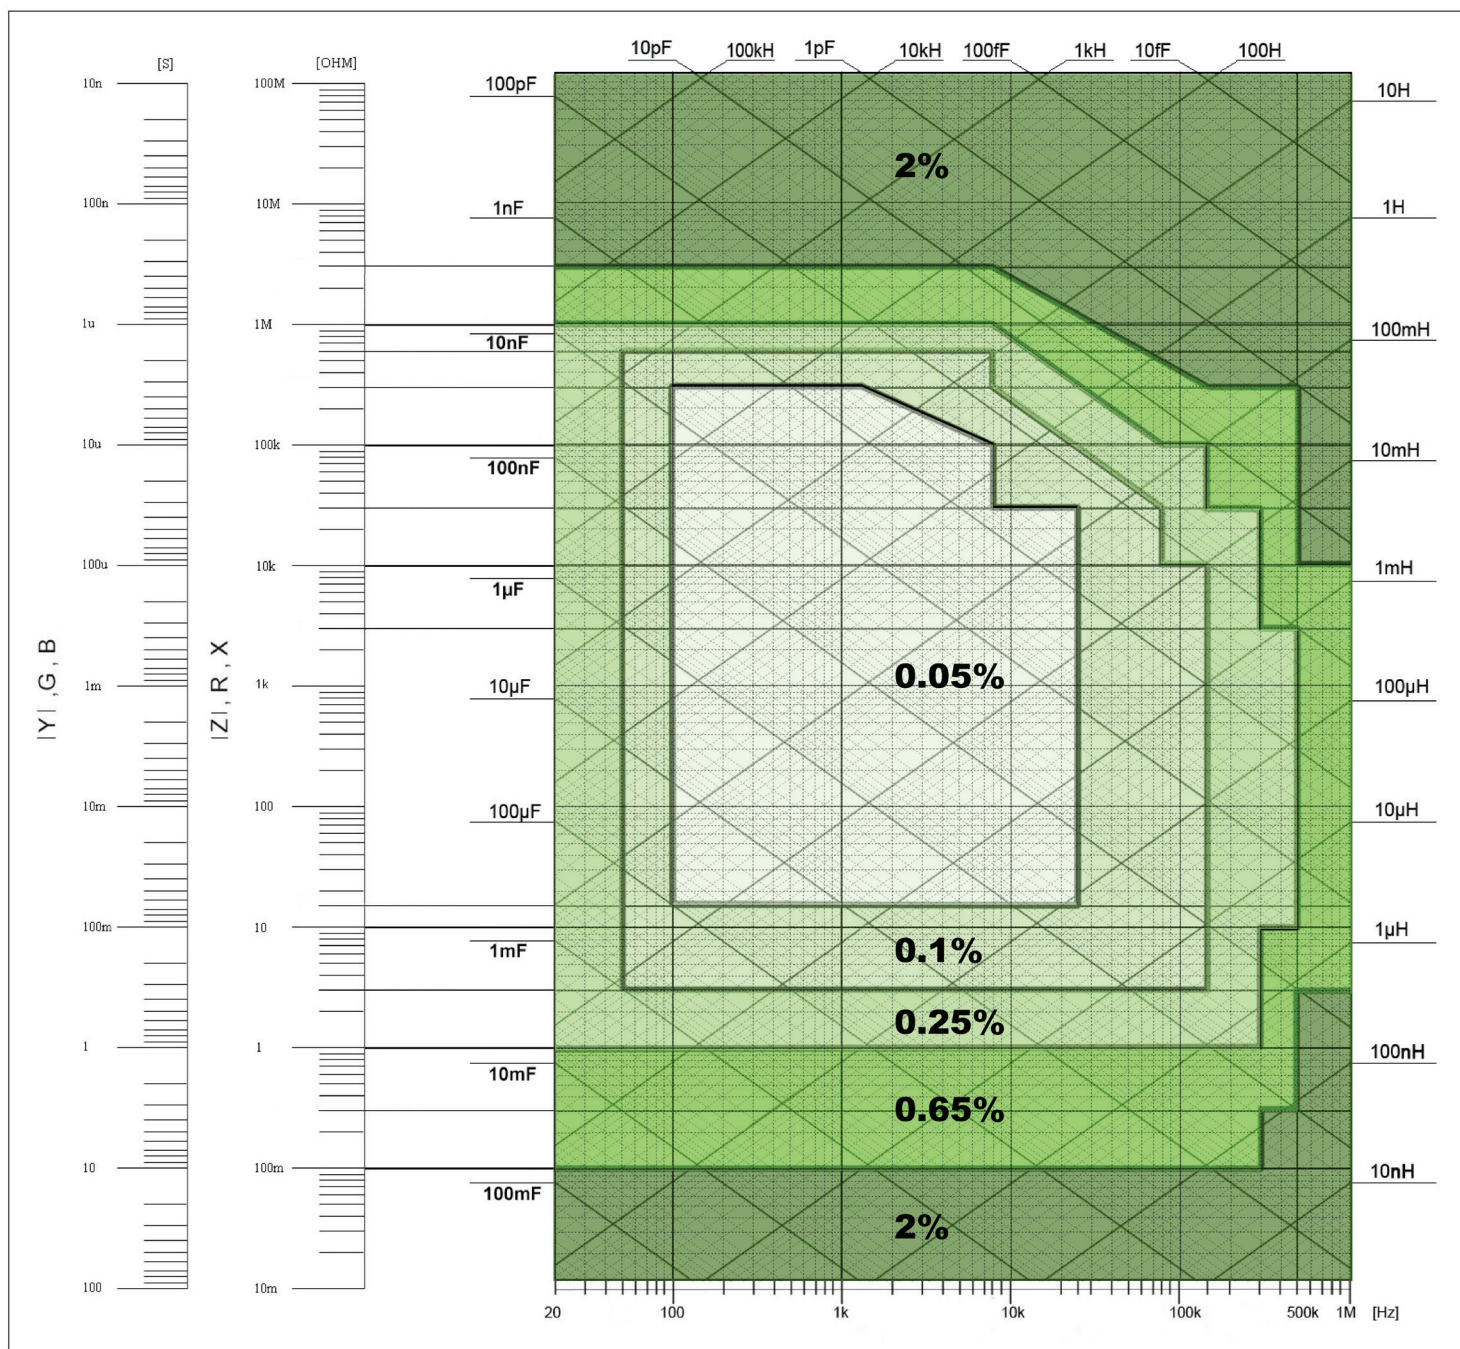 10pF 100kH 1pF 10kH 100fF 1kH 10fF 100H
[S] [OHM]
10n 100M 100pF 10H
2%
100n 10M 1nF 1H
1u 1M 10nF 100mH
10u 100k 100nF 10mH
100u 10k 1µF 1mH
|Y| , G , B
|Z| , R , X
0.05%
1m 1k 10µF 100µH
10m 100 100µF 10µH
100m 10 1mF 0.1% 1µH
0.25%
1 1 10mF 100nH
0.65%
10 100m 100mF 10nH
2%
100 10m
20 100 1k 10k 100k 500k 1M [Hz]